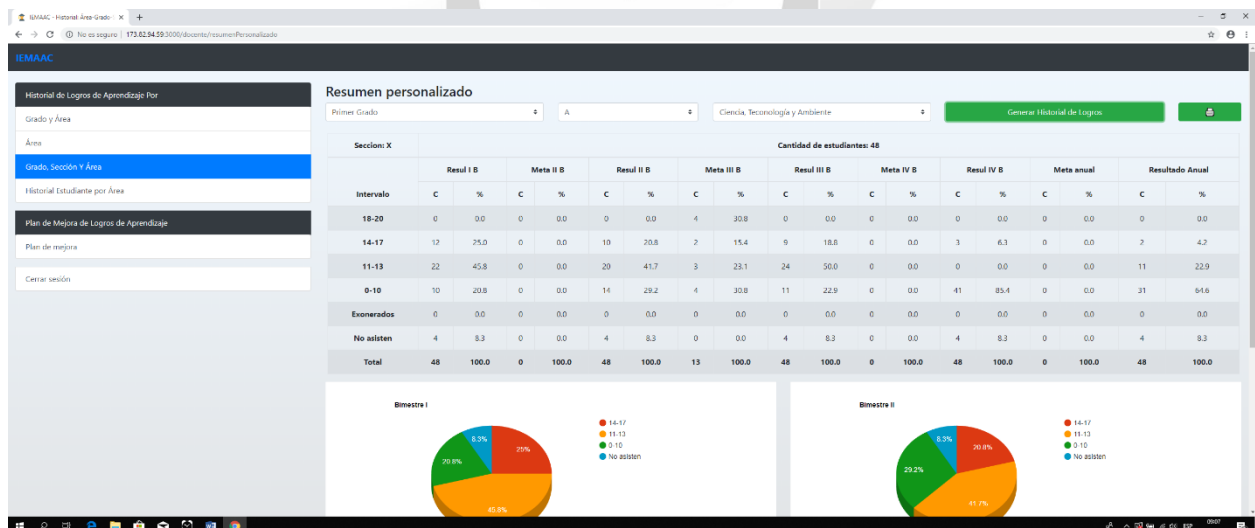 IEMAAC - Historial: Área-Grado
No es seguro | 173.82.94.59:3000/docente/resumenPersonalizado
IEMAAC
Historial de Logros de Aprendizaje Por
Grado y Área
Área
Grado, Sección Y Área
Historial Estudiante por Área
Plan de Mejora de Logros de Aprendizaje
Plan de mejora
Cerrar sesión
Resumen personalizado
Primer Grado A Ciencia, Teconología y Ambiente Generar Historial de Logros
Seccion: X Cantidad de estudiantes: 48
Resul I B Meta II B Resul II B Meta III B Resul III B Meta IV B Resul IV B Meta anual Resultado Anual
Intervalo C % C % C % C % C % C % C % C % C %
18-20 0 0.0 0 0.0 0 0.0 4 30.8 0 0.0 0 0.0 0 0.0 0 0.0 0 0.0
14-17 12 25.0 0 0.0 10 20.8 2 15.4 9 18.8 0 0.0 3 6.3 0 0.0 2 4.2
11-13 22 45.8 0 0.0 20 41.7 3 23.1 24 50.0 0 0.0 0 0.0 0 0.0 11 22.9
0-10 10 20.8 0 0.0 14 29.2 4 30.8 11 22.9 0 0.0 41 85.4 0 0.0 31 64.6
Exonerados 0 0.0 0 0.0 0 0.0 0 0.0 0 0.0 0 0.0 0 0.0 0 0.0 0 0.0
No asisten 4 8.3 0 0.0 4 8.3 0 0.0 4 8.3 0 0.0 4 8.3 0 0.0 4 8.3
Total 48 100.0 0 100.0 48 100.0 13 100.0 48 100.0 0 100.0 48 100.0 0 100.0 48 100.0
Bimestre I
14-17
11-13
0-10
No asisten
8.3%
25%
20.8%
45.8%
Bimestre II
14-17
11-13
0-10
No asisten
8.3%
20.8%
29.2%
41.7%
ESP
09:07